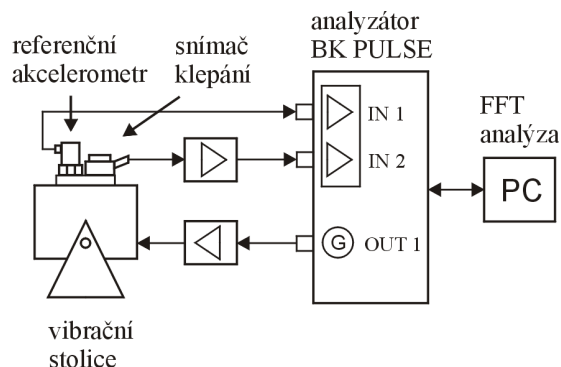 referenční
akcelerometr
snímač
klepání
analyzátor
BK PULSE
IN 1
IN 2
G
OUT 1
FFT
analýza
PC
vibrační
stolice